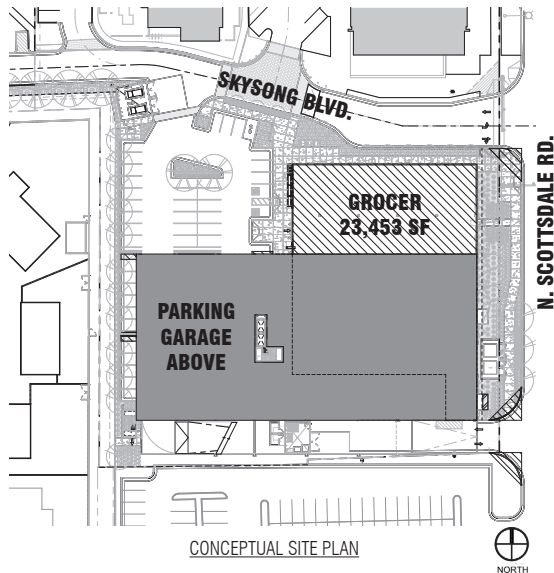 SKYSONG BLVD.
N. SCOTTSDALE RD.
GROCER
23,453 SF
PARKING
GARAGE
ABOVE
CONCEPTUAL SITE PLAN
NORTH